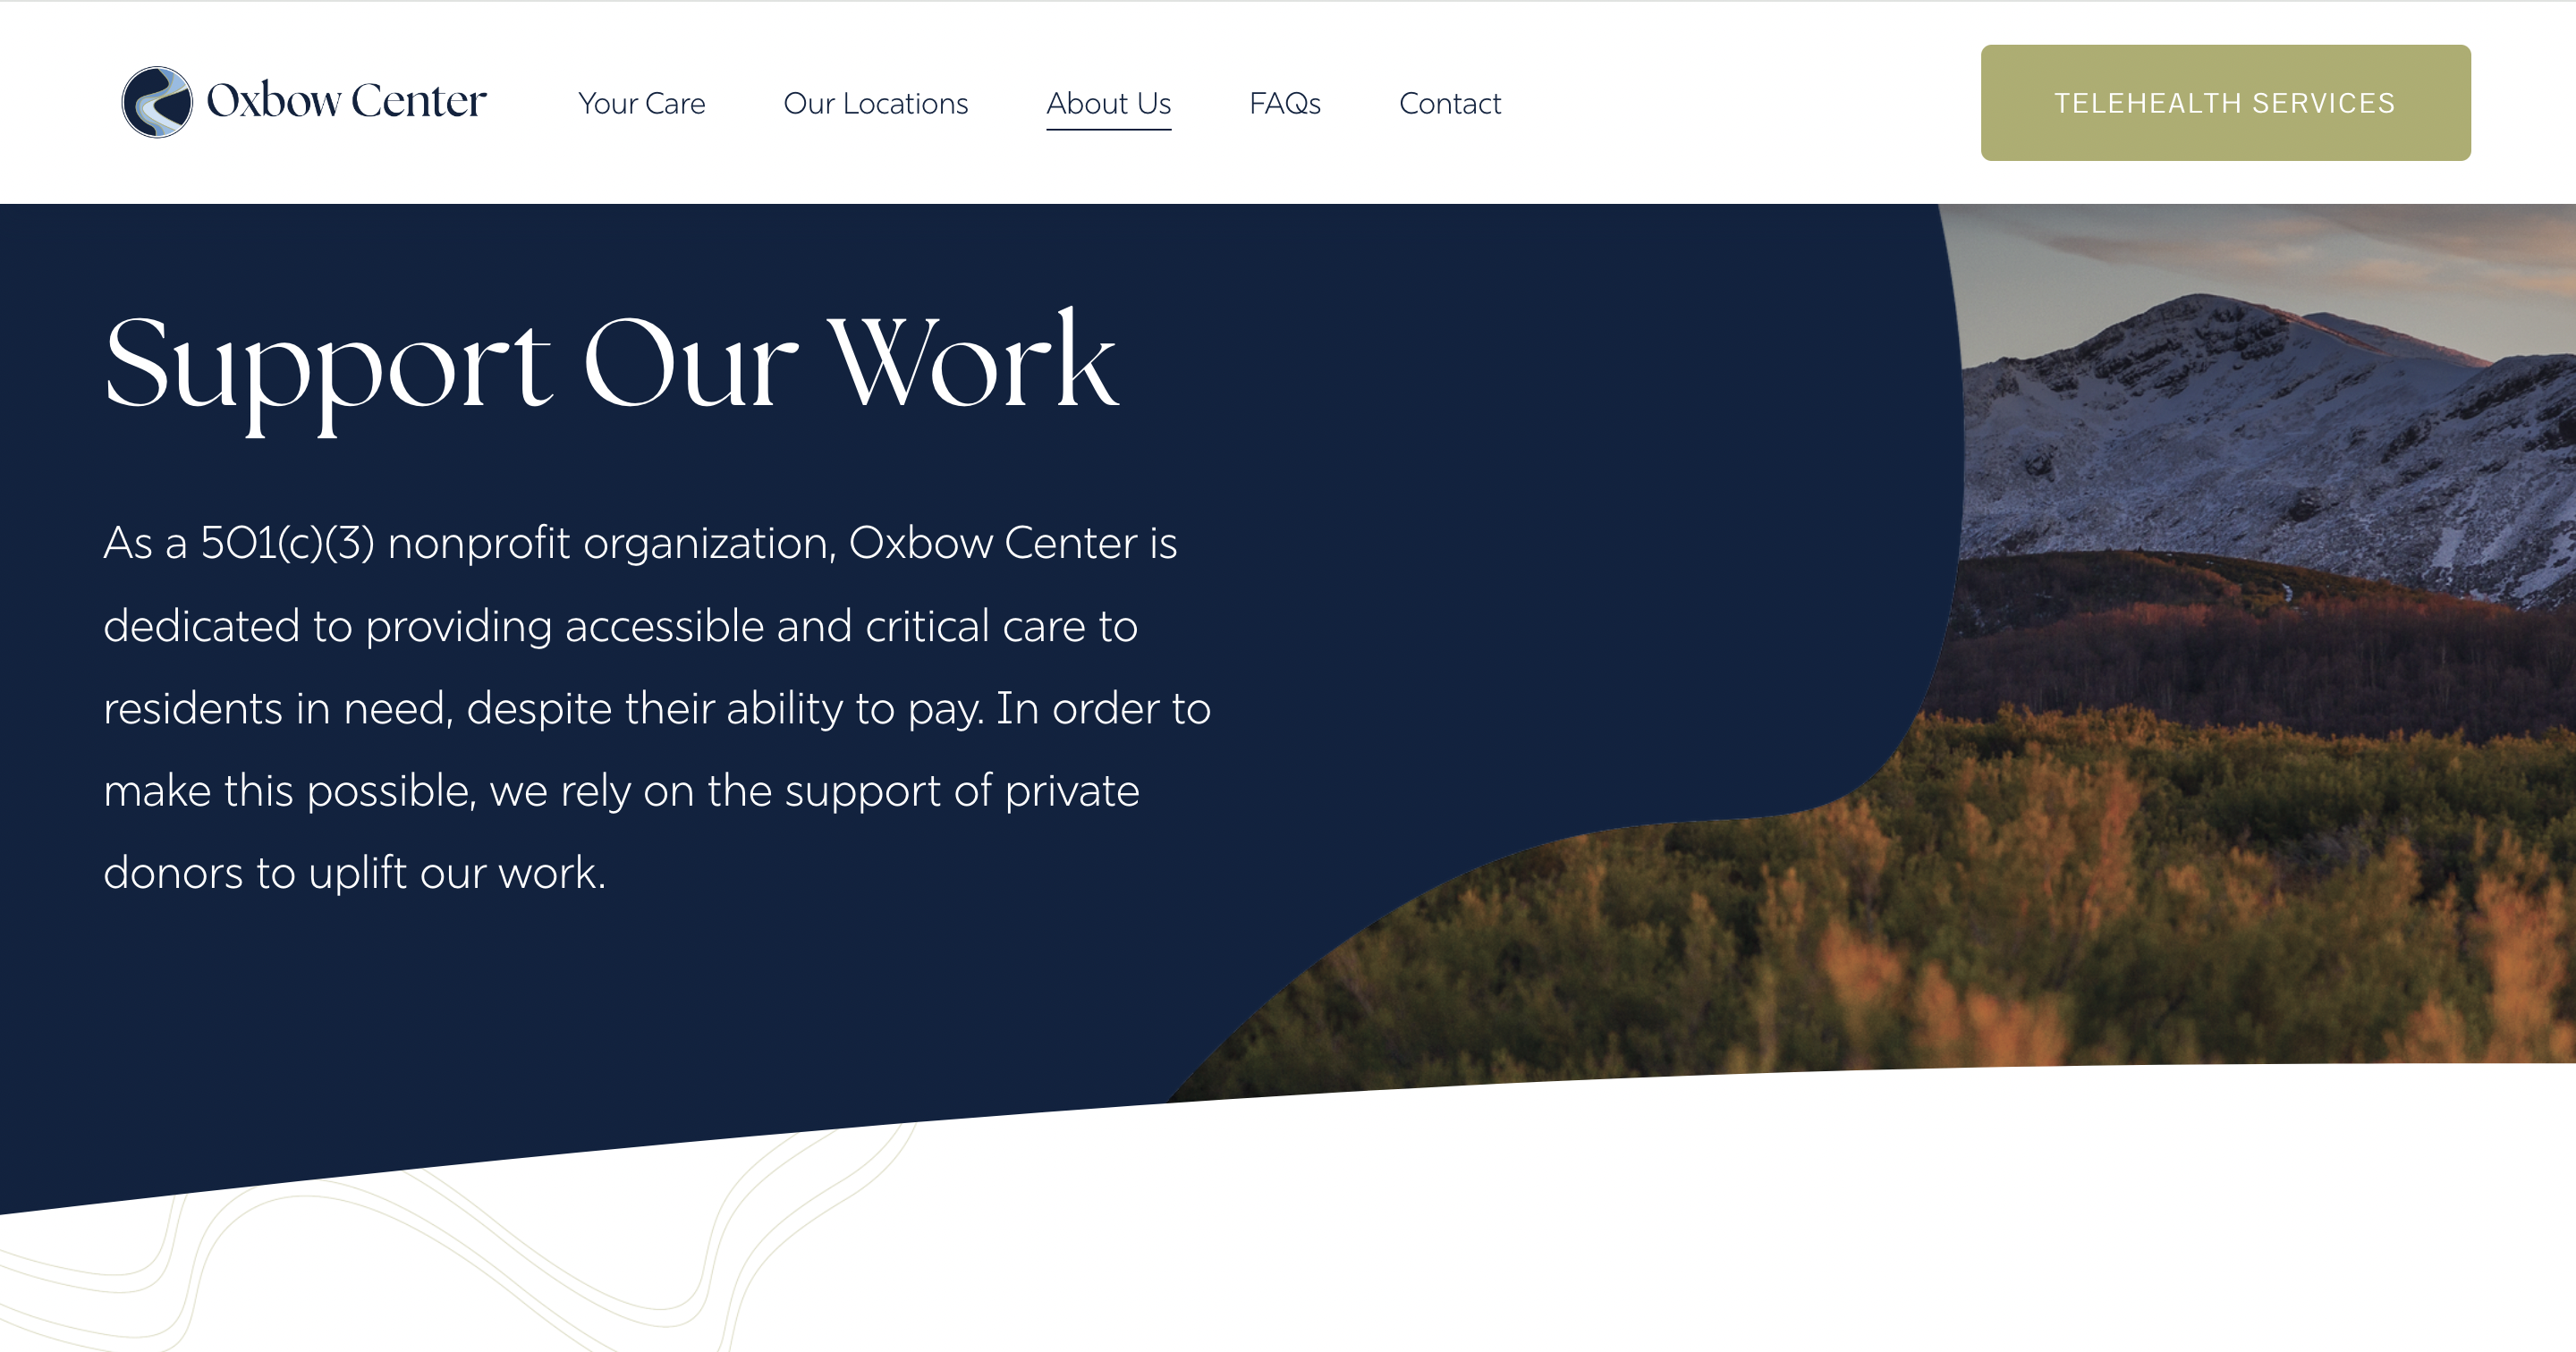 Oxbow Center
Your Care
Our Locations
About Us
FAQs
Contact
TELEHEALTH SERVICES
Support Our Work
As a 501(c)(3) nonprofit organization, Oxbow Center is
dedicated to providing accessible and critical care to
residents in need, despite their ability to pay. In order to
make this possible, we rely on the support of private
donors to uplift our work.